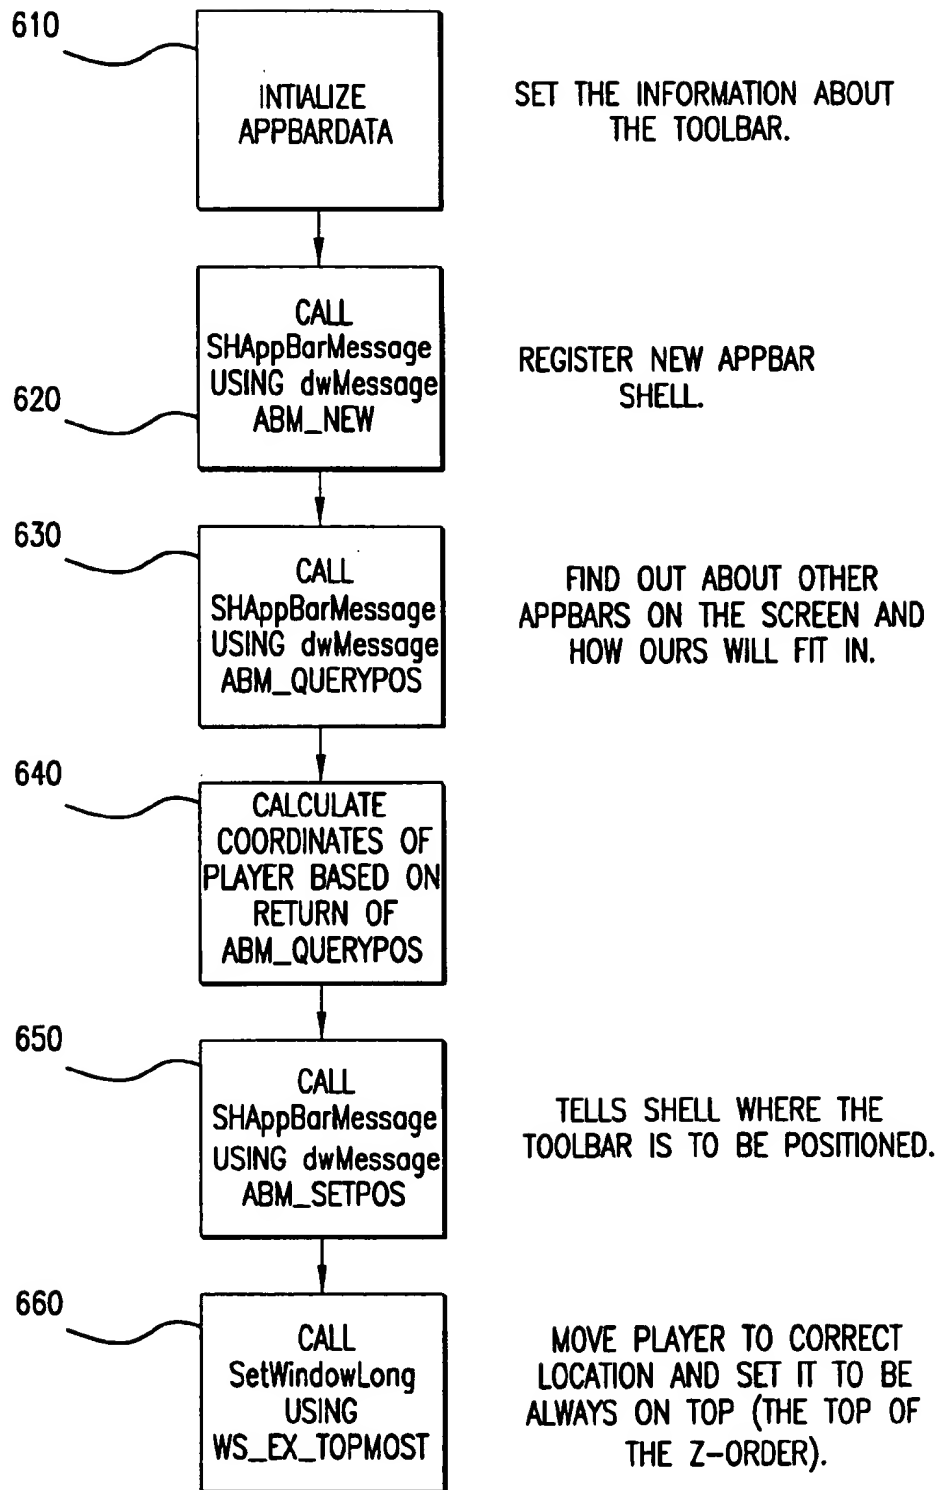 610
INTIALIZE
APPBARDATA
SET THE INFORMATION ABOUT
THE TOOLBAR.
620
CALL
SHAppBarMessage
USING dwMessage
ABM_NEW
REGISTER NEW APPBAR
SHELL.
630
CALL
SHAppBarMessage
USING dwMessage
ABM_QUERYPOS
FIND OUT ABOUT OTHER
APPBARS ON THE SCREEN AND
HOW OURS WILL FIT IN.
640
CALCULATE
COORDINATES OF
PLAYER BASED ON
RETURN OF
ABM_QUERYPOS
650
CALL
SHAppBarMessage
USING dwMessage
ABM_SETPOS
TELLS SHELL WHERE THE
TOOLBAR IS TO BE POSITIONED.
660
CALL
SetWindowLong
USING
WS_EX_TOPMOST
MOVE PLAYER TO CORRECT
LOCATION AND SET IT TO BE
ALWAYS ON TOP (THE TOP OF
THE Z-ORDER).